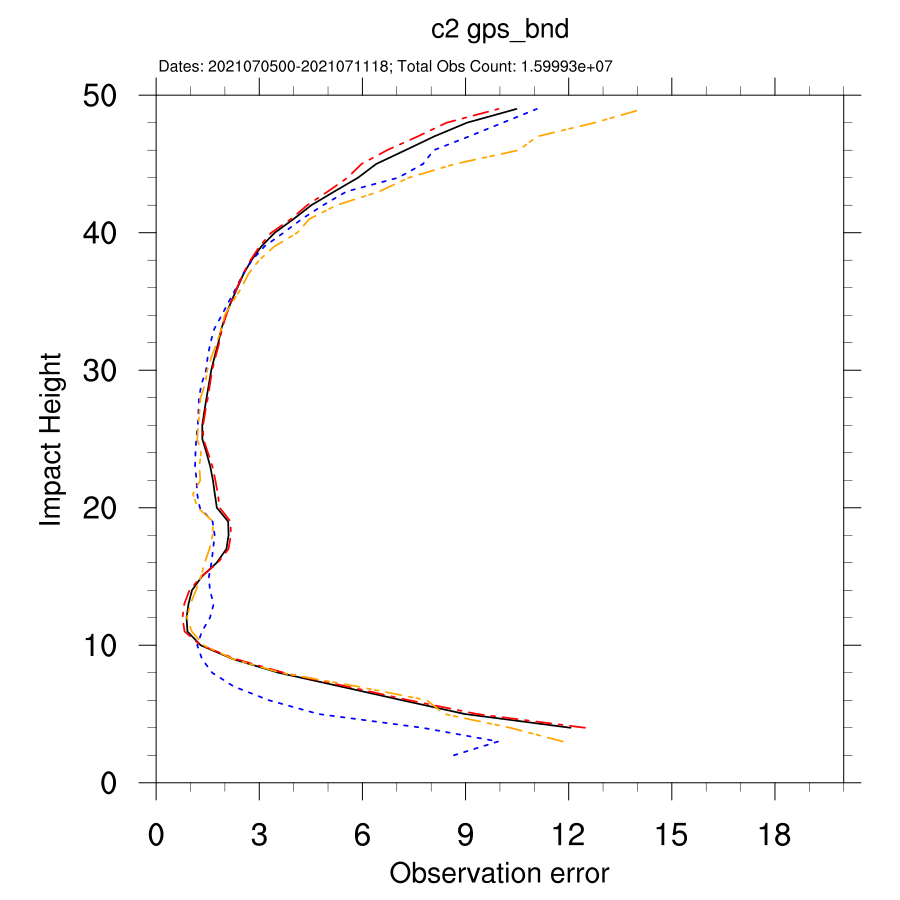 c2 gps_bnd
Dates: 2021070500-2021071118; Total Obs Count: 1.59993e+07
50
40
30
20
10
0
Impact Height
0 3 6 9 12 15 18
Observation error